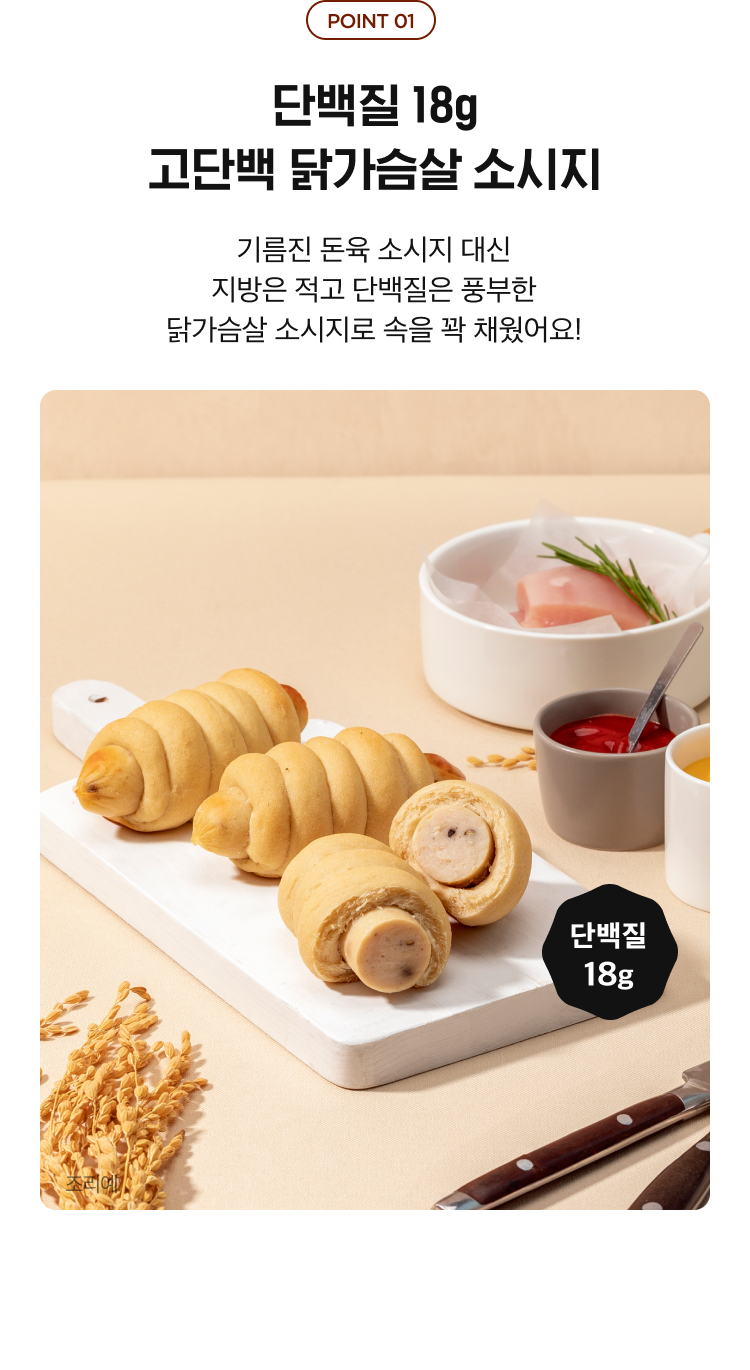 POINT 01
단백질 18g
고단백 닭가슴살 소시지
기름진 돈육 소시지 대신
지방은 적고 단백질은 풍부한
닭가슴살 소시지로 속을 꽉 채웠어요!
단백질
18g
조리예